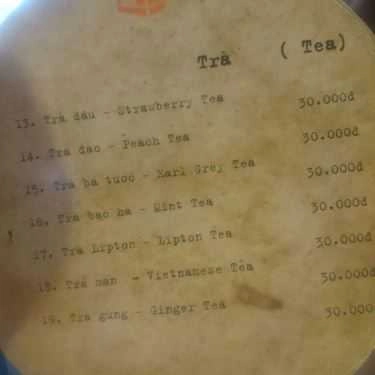 Trà ( Tea)
13. Trà dâu - Strawberry Tea 30.000đ
14. Trà đào - Peach Tea 30.000đ
15. Trà bá tước - Earl Grey Tea 30.000đ
16. Trà bạc hà - Mint Tea 30.000đ
17. Trà Lipton - Lipton Tea 30.000đ
18. Trà mạn - Vietnamese Tea 30.000đ
19. Trà gừng - Ginger Tea 30.000